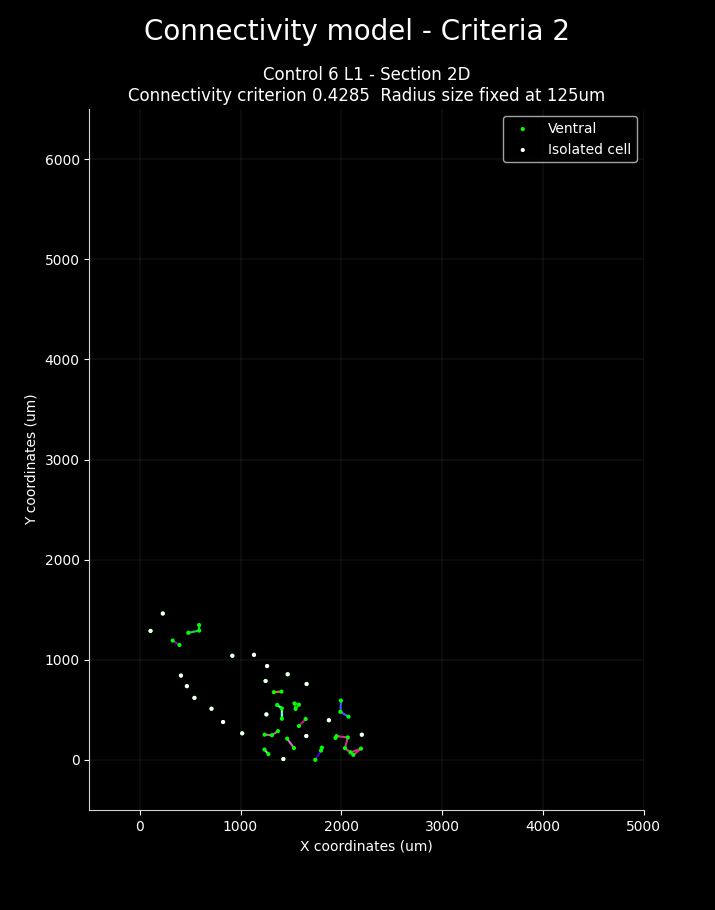 Connectivity model - Criteria 2
Control 6 L1 - Section 2D
Connectivity criterion 0.4285  Radius size fixed at 125um
Ventral
Isolated cell
6000
5000
4000
3000
2000
1000
0
Y coordinates (um)
0 1000 2000 3000 4000 5000
X coordinates (um)